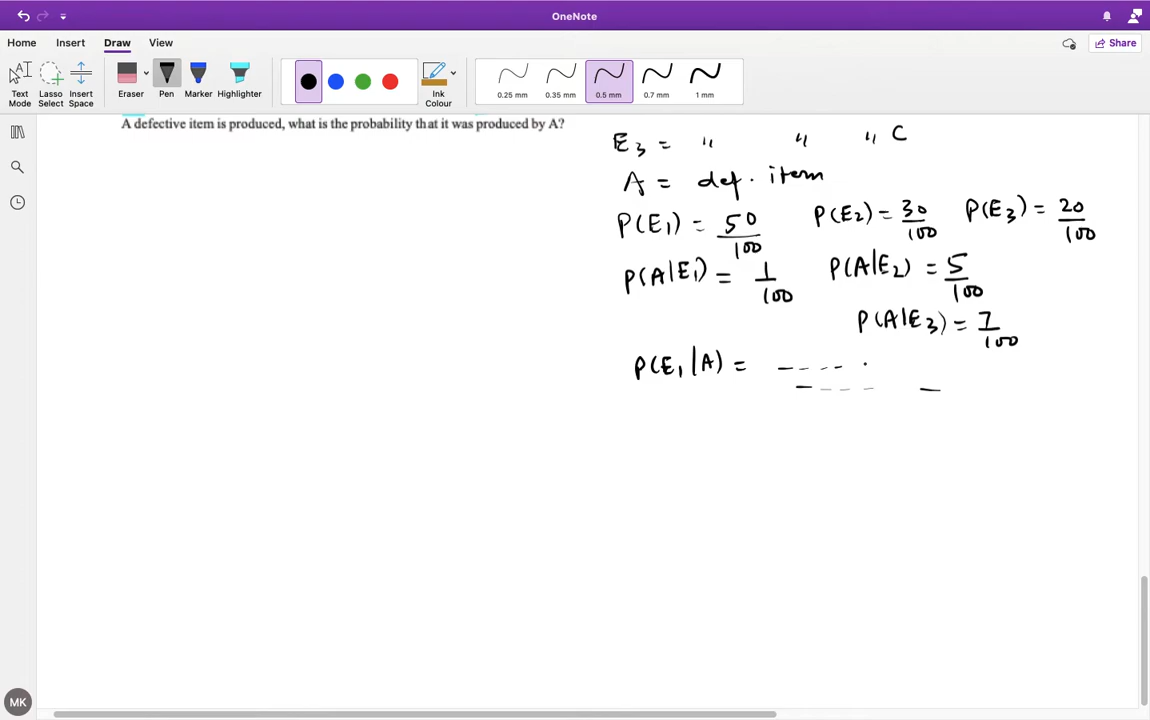 OneNote
Home Insert Draw View
Share
Text Mode
Lasso Select
Insert Space
Eraser
Pen
Marker
Highlighter
Ink Colour
0.25 mm
0.35 mm
0.5 mm
0.7 mm
1 mm
A defective item is produced, what is the probability that it was produced by A?
E₃ = " " " C
A = def. item
P(E₁) = 50/100 P(E₂) = 30/100 P(E₃) = 20/100
P(A|E₁) = 1/100 P(A|E₂) = 5/100
P(A|E₃) = 7/100
P(E₁|A) =
MK